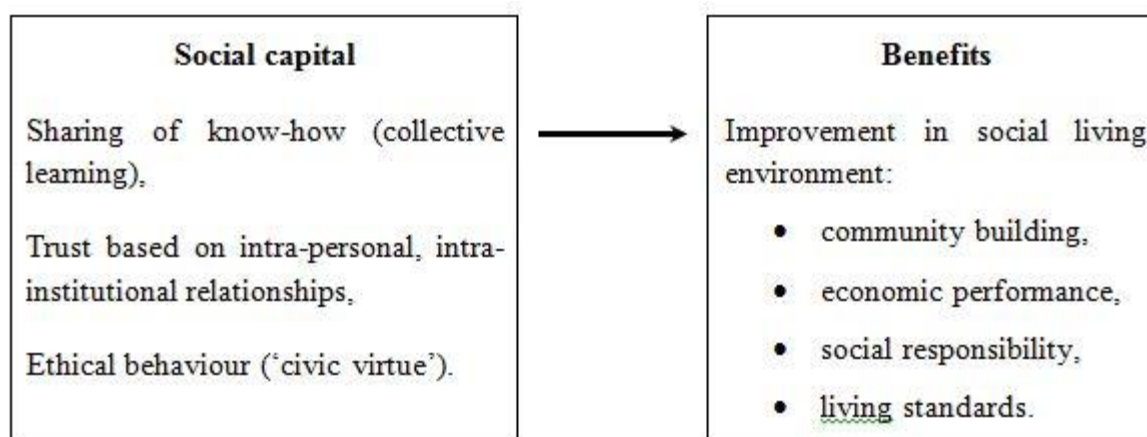 Social capital
Sharing of know-how (collective
learning),
Trust based on intra-personal, intra-
institutional relationships,
Ethical behaviour (‘civic virtue’).
Benefits
Improvement in social living
environment:
• community building,
• economic performance,
• social responsibility,
• living standards.